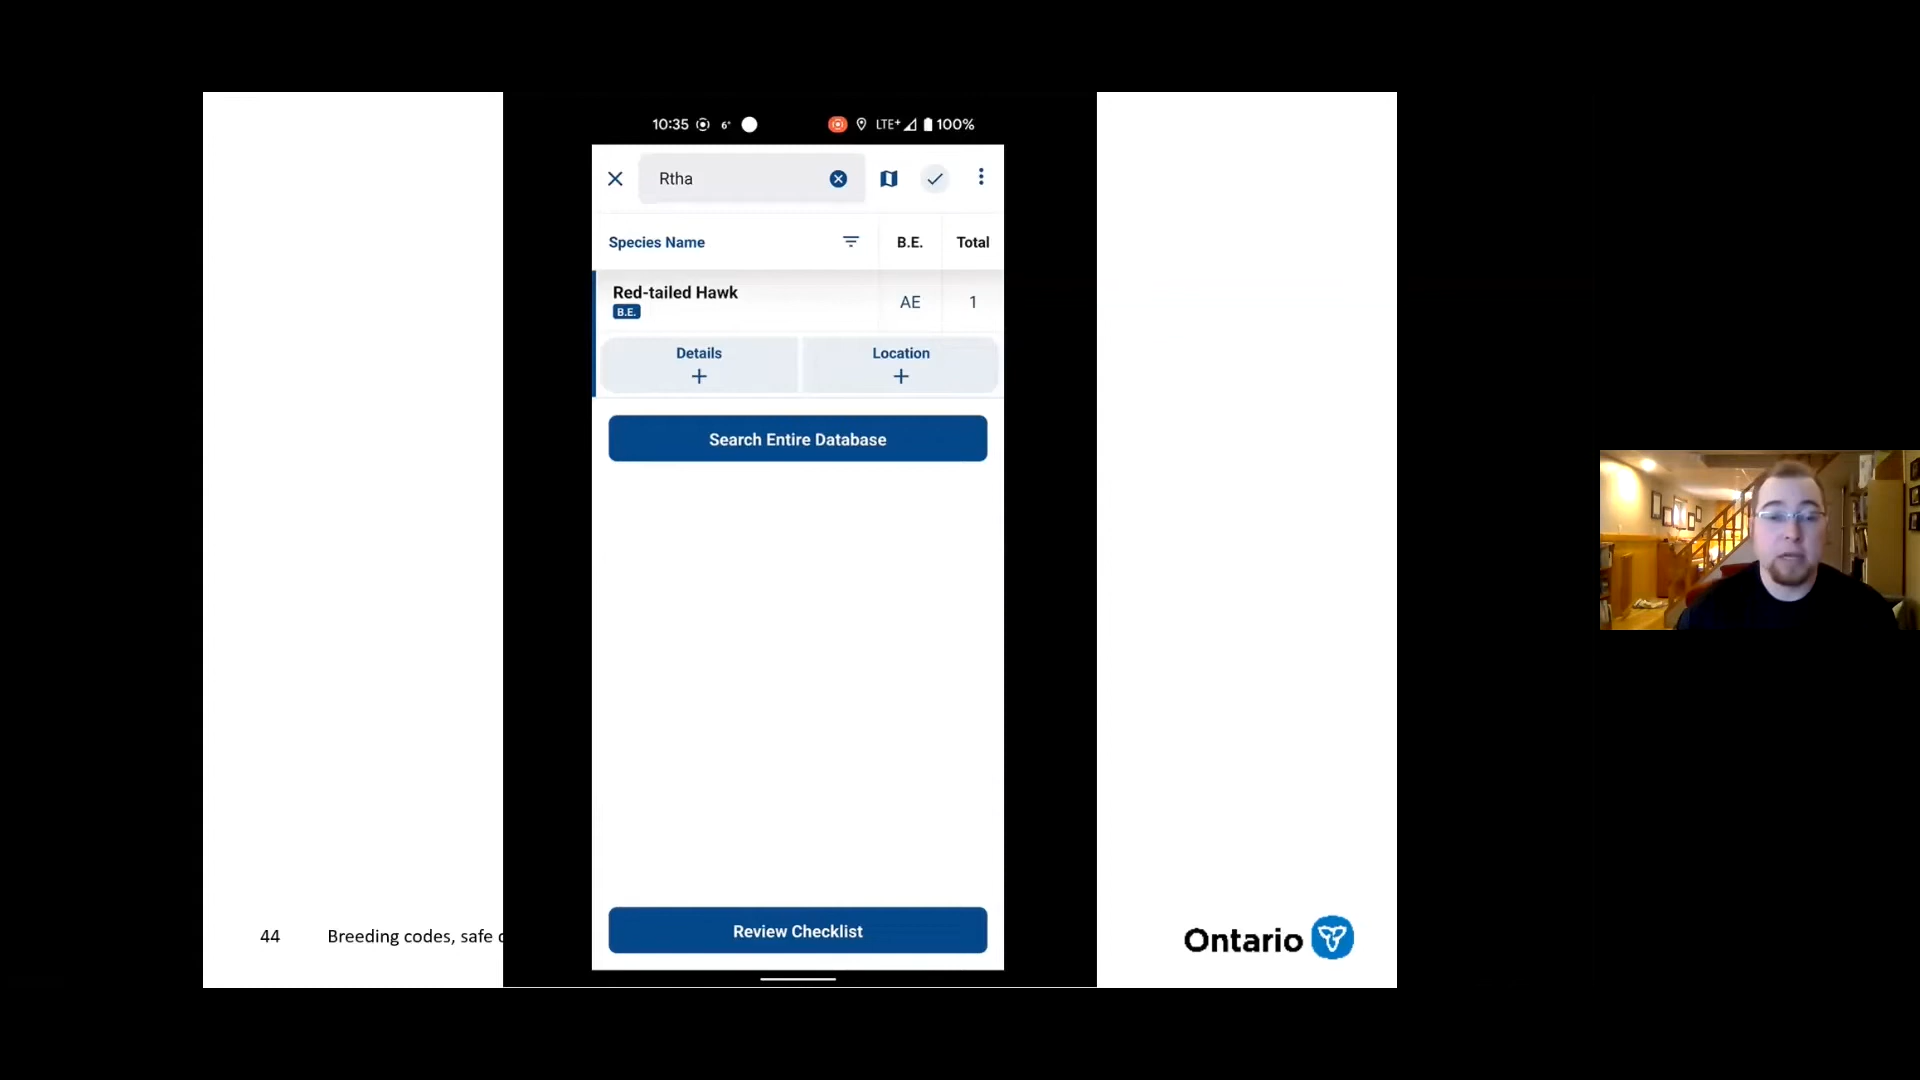 10:35 6° LTE+ 100%
Rtha
Species Name B.E. Total
Red-tailed Hawk AE 1
B.E.
Details Location
Search Entire Database
Review Checklist
44 Breeding codes, safe
Ontario